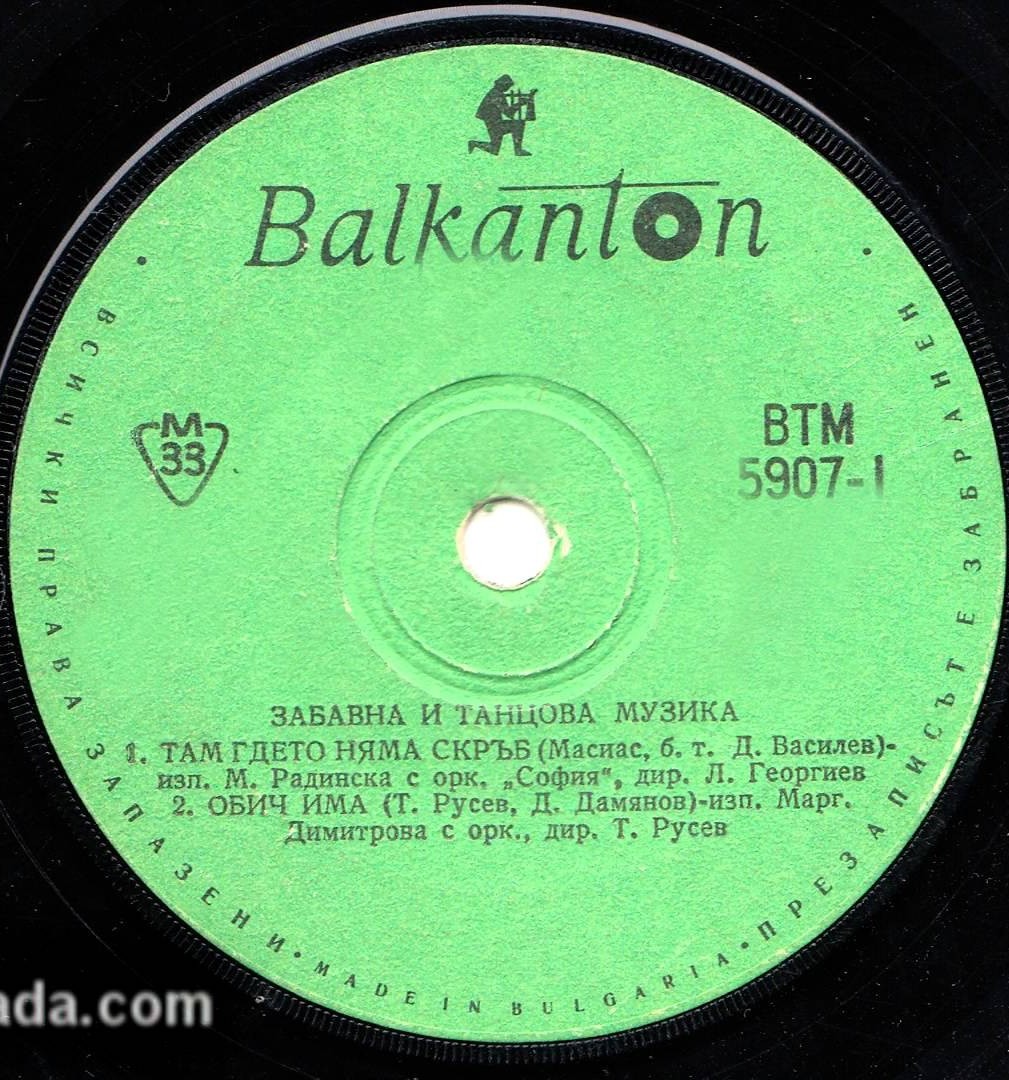 Balkanton
М
33
ВТМ
5907-I
ЗАБАВНА И ТАНЦОВА МУЗИКА
1. ТАМ ГДЕТО НЯМА СКРЪБ (Масиас, б. т. Д. Василев)-
изп. М. Радинска с орк. „София“, дир. Л. Георгиев
2. ОБИЧ ИМА (Т. Русев, Д. Дамянов)-изп. Марг.
Димитрова с орк., дир. Т. Русев
• ВСИЧКИ ПРАВА ЗАПАЗЕНИ • MADE IN BULGARIA • ПРЕЗАПИСЪТ Е ЗАБРАНЕН •
ada.com